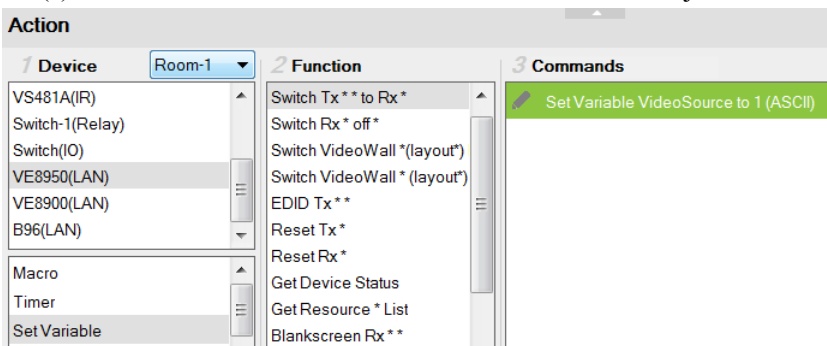 Action
1 Device
Room-1
2 Function
3 Commands
VS481A(IR)
Switch-1(Relay)
Switch(IO)
VE8950(LAN)
VE8900(LAN)
B96(LAN)
Macro
Timer
Set Variable
Switch Tx * * to Rx *
Switch Rx * off *
Switch VideoWall *(layout*)
Switch VideoWall * (layout*)
EDID Tx * *
Reset Tx *
Reset Rx *
Get Device Status
Get Resource * List
Blankscreen Rx * *
Set Variable VideoSource to 1 (ASCII)